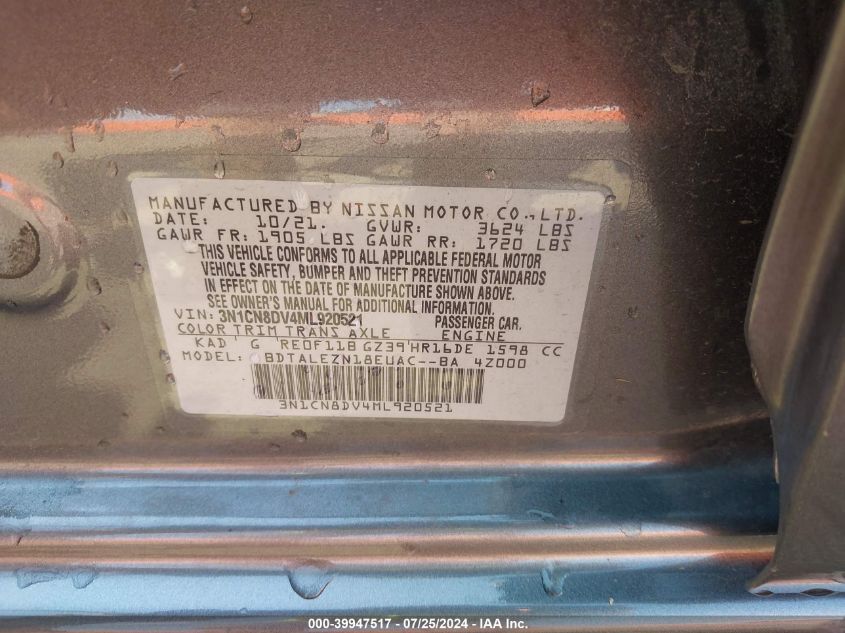 MANUFACTURED BY NISSAN MOTOR CO., LTD.
DATE: 10/21. GVWR: 3624 LBS
GAWR FR: 1905 LBS GAWR RR: 1720 LBS
THIS VEHICLE CONFORMS TO ALL APPLICABLE FEDERAL MOTOR
VEHICLE SAFETY, BUMPER AND THEFT PREVENTION STANDARDS
IN EFFECT ON THE DATE OF MANUFACTURE SHOWN ABOVE.
SEE OWNER'S MANUAL FOR ADDITIONAL INFORMATION.
VIN: 3N1CN8DV4ML920521 PASSENGER CAR.
COLOR TRIM TRANS AXLE ENGINE
KAD G RE0F11B GZ39 HR16DE 1598 CC
MODEL: BDTALEZN18EUAC--BA 4Z000
3N1CN8DV4ML920521
000-39947517 - 07/25/2024 - IAA Inc.